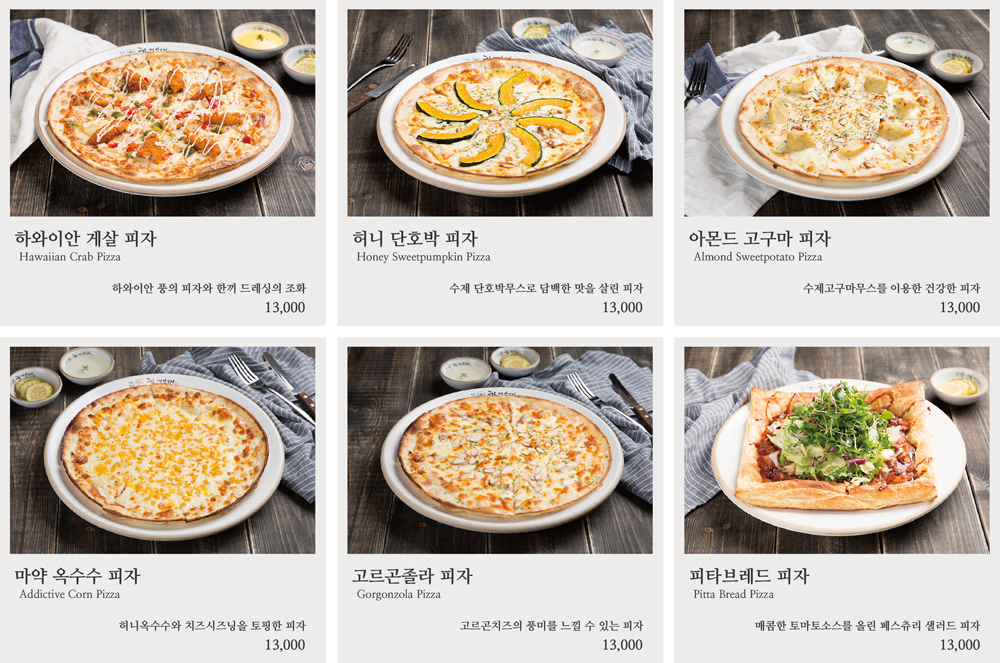 하와이안 게살 피자
Hawaiian Crab Pizza
하와이안 풍의 피자와 한끼 드레싱의 조화
13,000
허니 단호박 피자
Honey Sweetpumpkin Pizza
수제 단호박무스로 담백한 맛을 살린 피자
13,000
아몬드 고구마 피자
Almond Sweetpotato Pizza
수제고구마무스를 이용한 건강한 피자
13,000
마약 옥수수 피자
Addictive Corn Pizza
허니옥수수와 치즈시즈닝을 토핑한 피자
13,000
고르곤졸라 피자
Gorgonzola Pizza
고르곤치즈의 풍미를 느낄 수 있는 피자
13,000
피타브레드 피자
Pitta Bread Pizza
매콤한 토마토소스를 올린 페스츄리 샐러드 피자
13,000